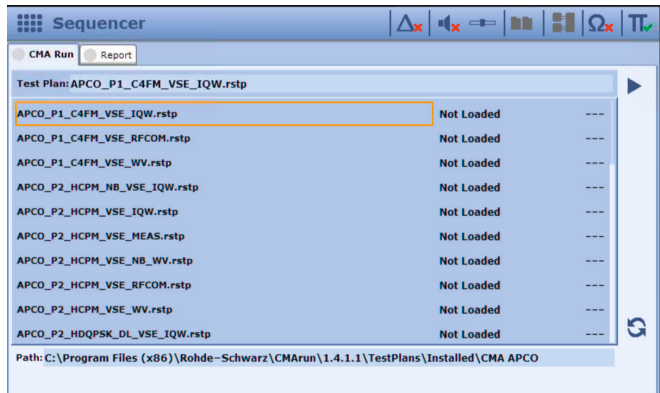 Sequencer
CMA Run Report
Test Plan: APCO_P1_C4FM_VSE_IQW.rstp
APCO_P1_C4FM_VSE_IQW.rstp Not Loaded ---
APCO_P1_C4FM_VSE_RFCOM.rstp Not Loaded ---
APCO_P1_C4FM_VSE_WV.rstp Not Loaded ---
APCO_P2_HCPM_NB_VSE_IQW.rstp Not Loaded ---
APCO_P2_HCPM_VSE_IQW.rstp Not Loaded ---
APCO_P2_HCPM_VSE_MEAS.rstp Not Loaded ---
APCO_P2_HCPM_VSE_NB_WV.rstp Not Loaded ---
APCO_P2_HCPM_VSE_RFCOM.rstp Not Loaded ---
APCO_P2_HCPM_VSE_WV.rstp Not Loaded ---
APCO_P2_HDQPSK_DL_VSE_IQW.rstp Not Loaded ---
Path: C:\Program Files (x86)\Rohde-Schwarz\CMArun\1.4.1.1\TestPlans\Installed\CMA APCO